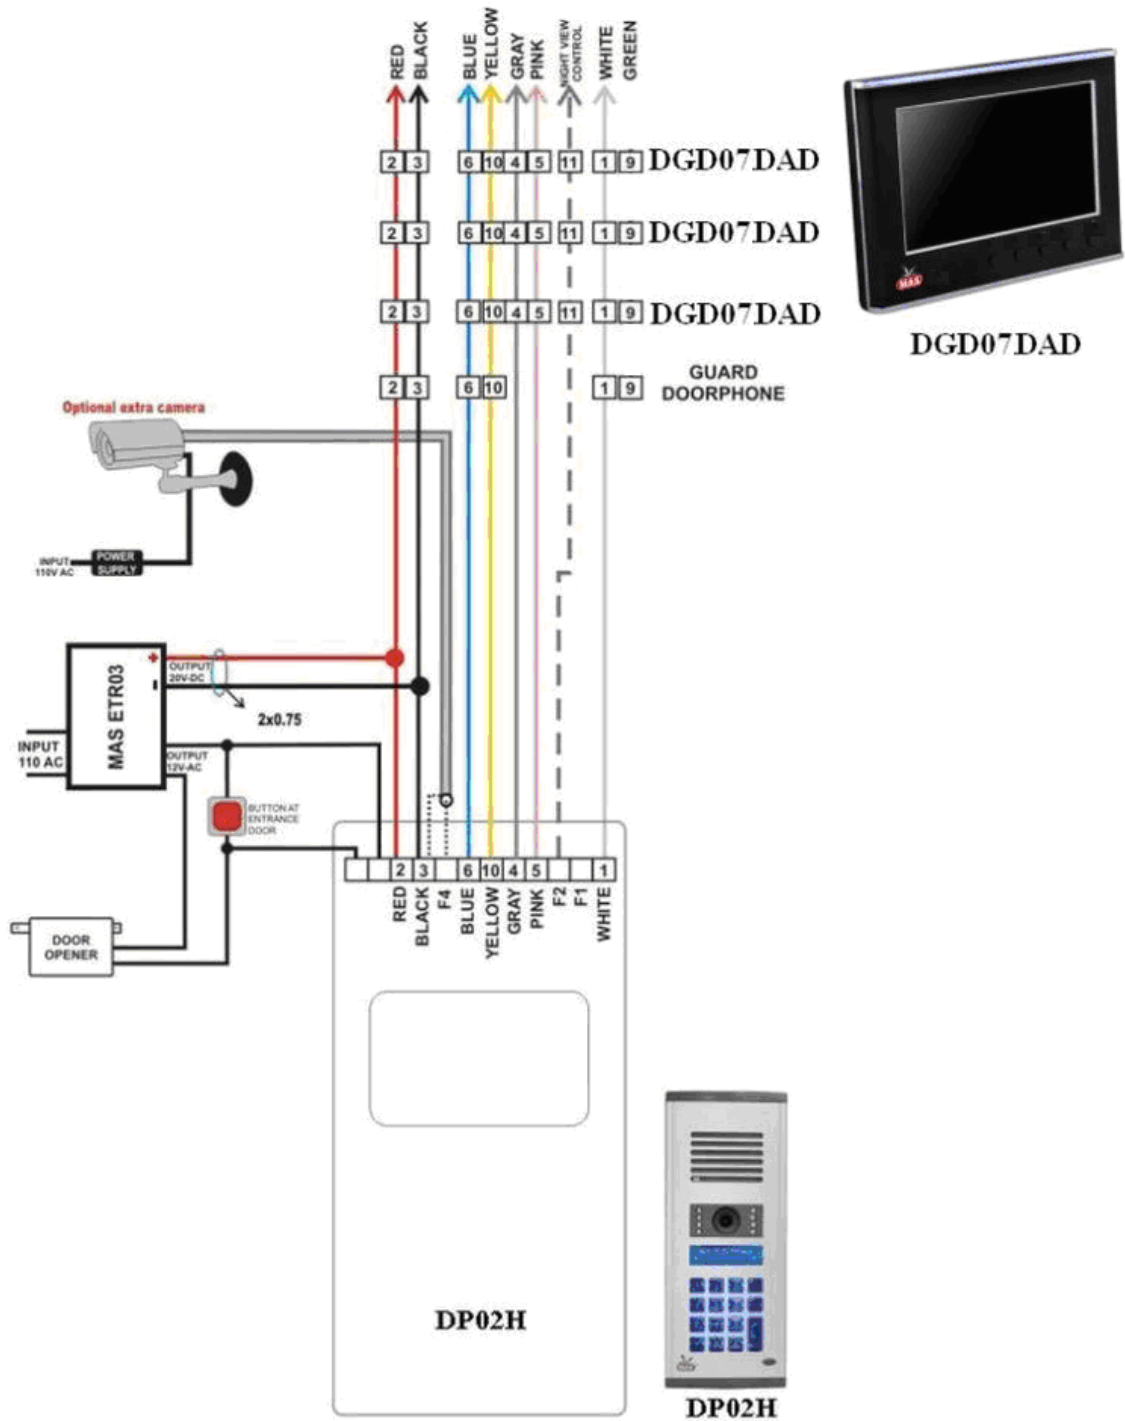 RED
BLACK
BLUE
YELLOW
GRAY
PINK
NIGHT VIEW
CONTROL
WHITE
GREEN
2 3 6 10 4 5 11 1 9 DGD07DAD
2 3 6 10 4 5 11 1 9 DGD07DAD
2 3 6 10 4 5 11 1 9 DGD07DAD
MAS
DGD07DAD
2 3 6 10 1 9
GUARD
DOORPHONE
Optional extra camera
INPUT
110V AC
POWER
SUPPLY
MAS ETR03
+
-
OUTPUT
20V-DC
2x0.75
INPUT
110 AC
OUTPUT
12V-AC
BUTTON AT
ENTRANCE
DOOR
DOOR
OPENER
2 3 6 10 4 5 1
RED
BLACK
F4
BLUE
YELLOW
GRAY
PINK
F2
F1
WHITE
DP02H
DP02H